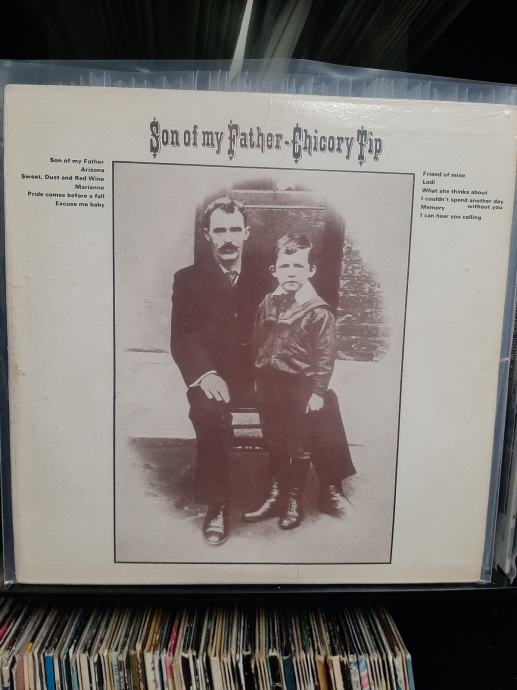 Son of my Father-Chicory Tip
Son of my Father
Arizona
Sweat, Dust and Red Wine
Marianne
Pride comes before a fall
Excuse me baby
Friend of mine
Lodi
What she thinks about
I couldn't spend another day
Memory without you
I can hear you calling